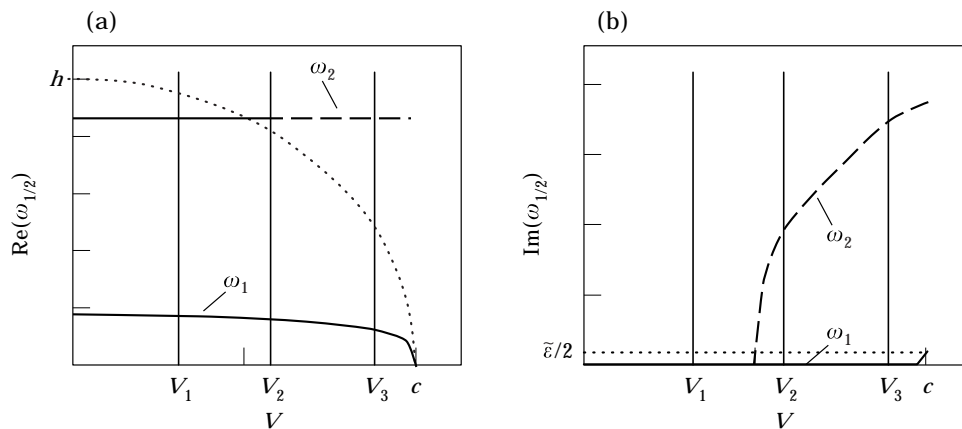 (a)
h
ω₂
Re(ω₁/₂)
ω₁
V₁ V₂ V₃ c
V
(b)
Im(ω₁/₂)
ω₂
ε̃/2
ω₁
V₁ V₂ V₃ c
V